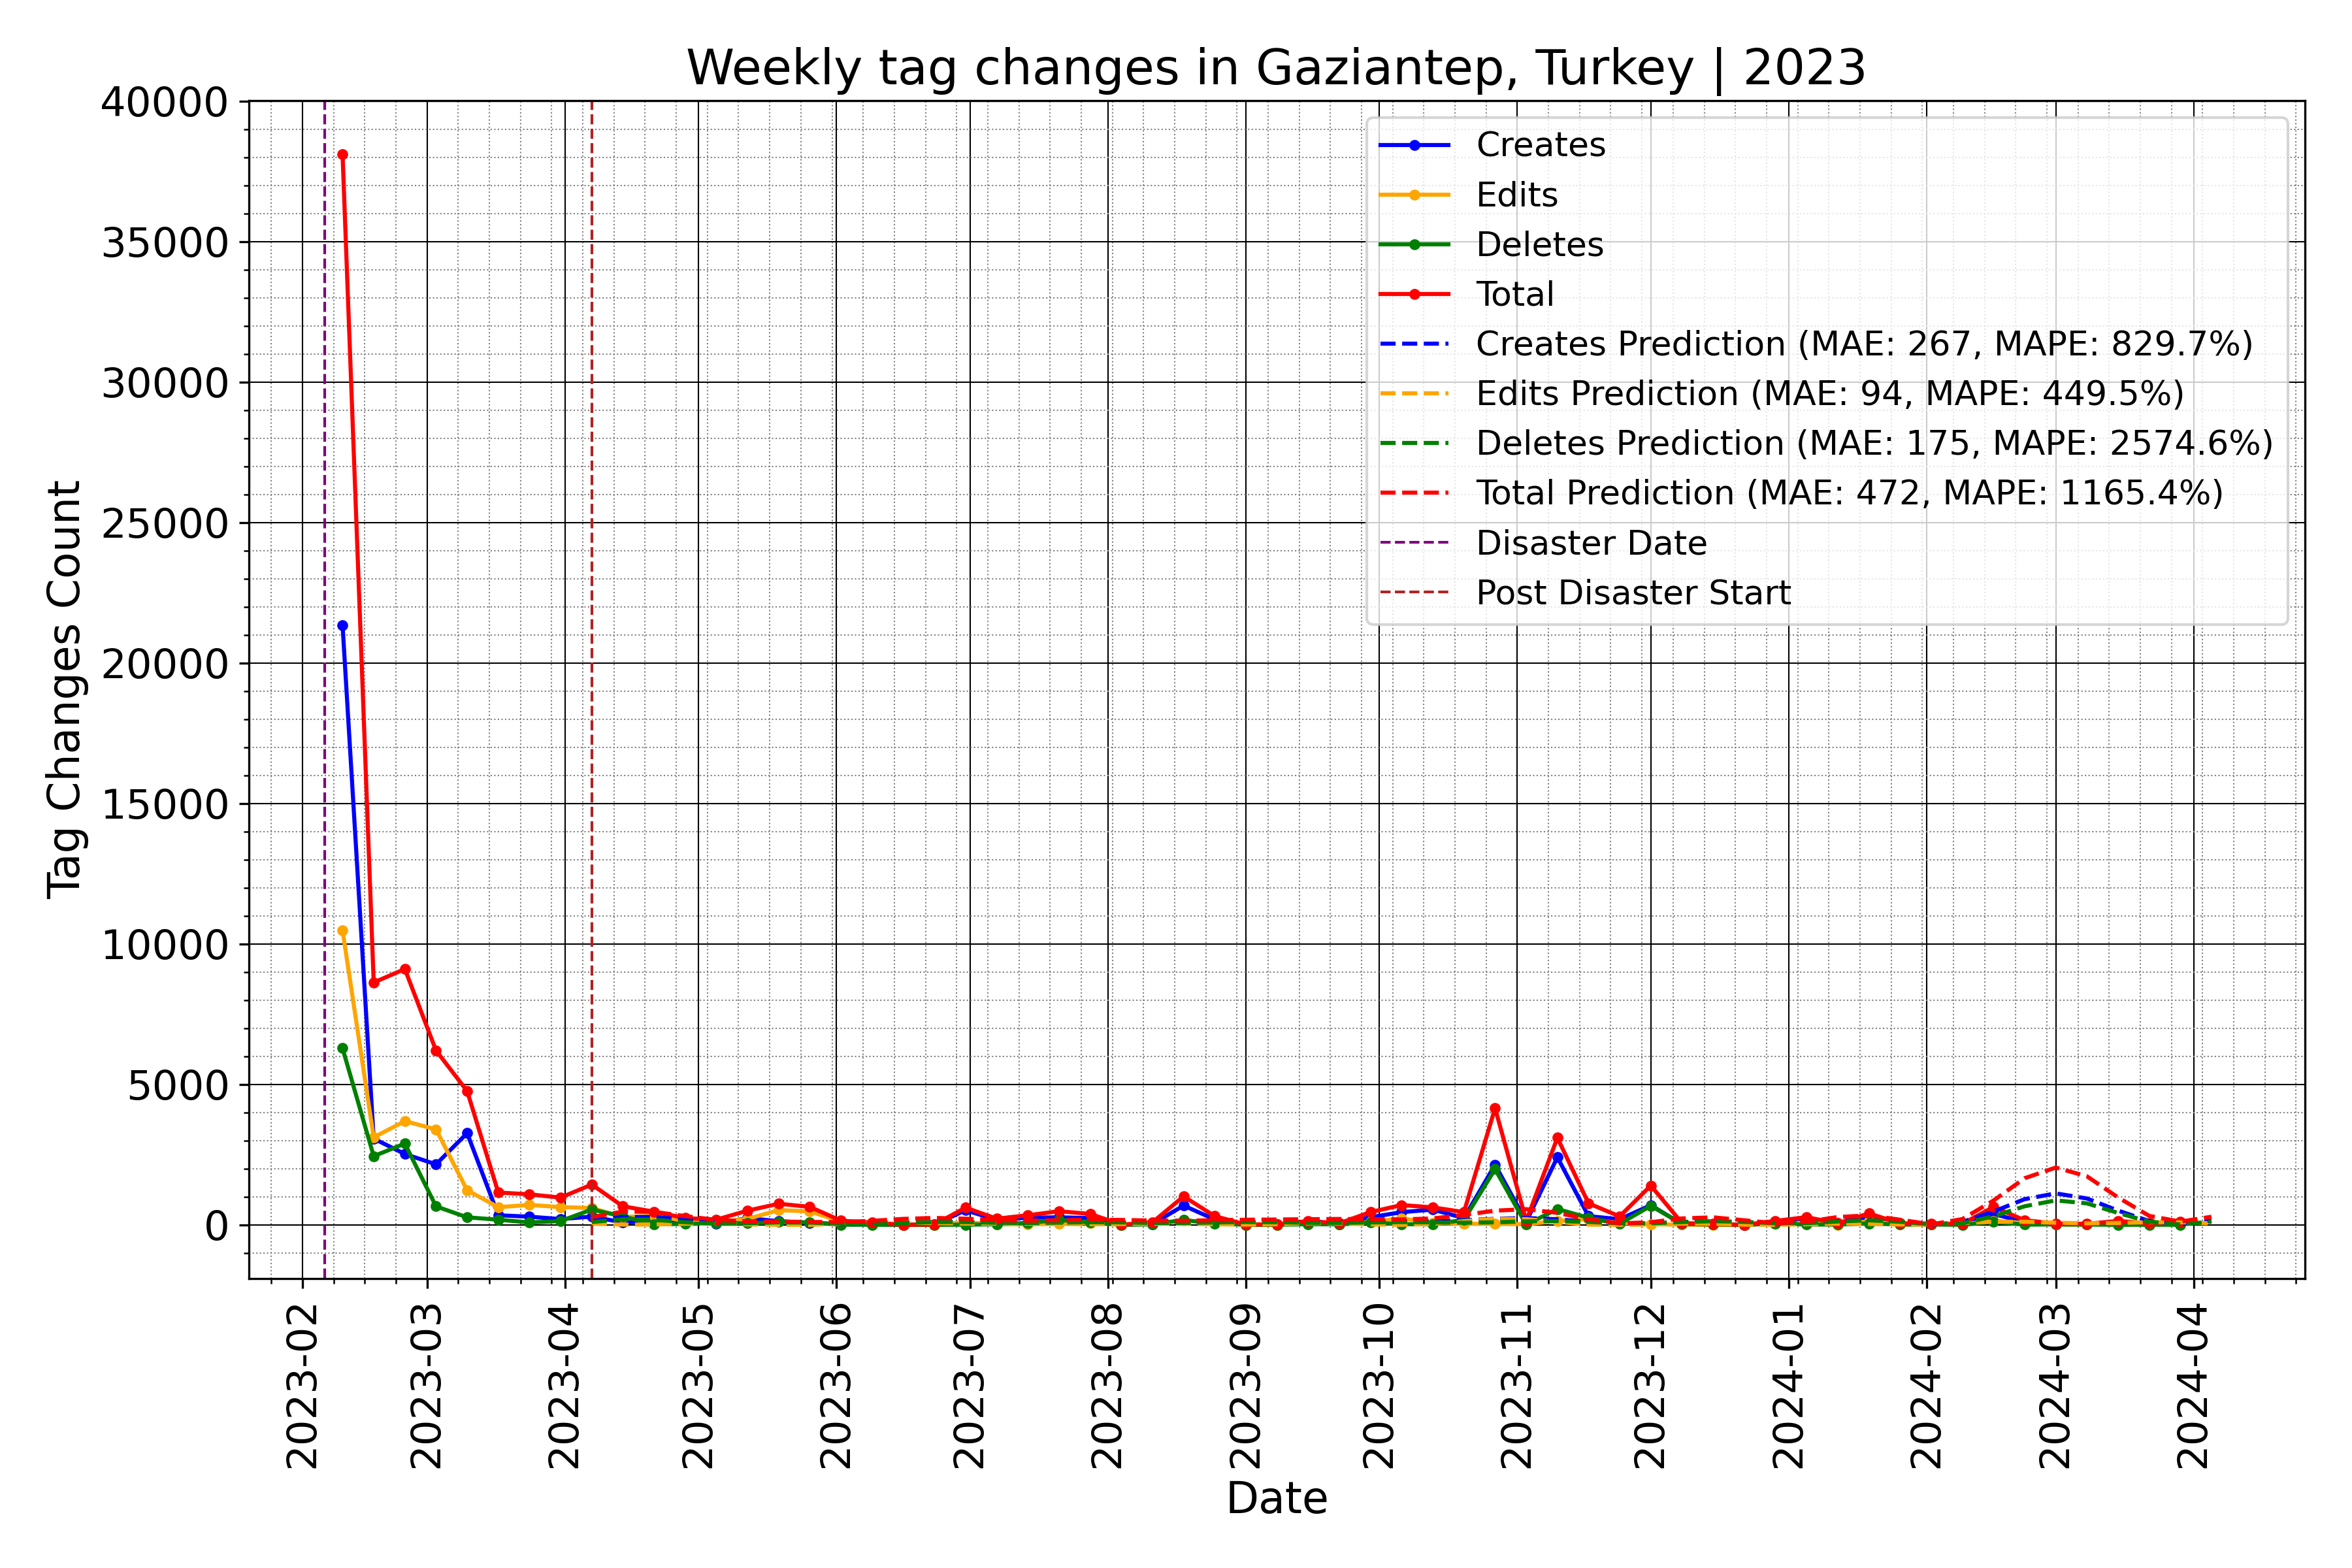 Weekly tag changes in Gaziantep, Turkey | 2023
40000
35000
30000
25000
20000
15000
10000
5000
0
Tag Changes Count
Creates
Edits
Deletes
Total
Creates Prediction (MAE: 267, MAPE: 829.7%)
Edits Prediction (MAE: 94, MAPE: 449.5%)
Deletes Prediction (MAE: 175, MAPE: 2574.6%)
Total Prediction (MAE: 472, MAPE: 1165.4%)
Disaster Date
Post Disaster Start
2023-02
2023-03
2023-04
2023-05
2023-06
2023-07
2023-08
2023-09
2023-10
2023-11
2023-12
2024-01
2024-02
2024-03
2024-04
Date